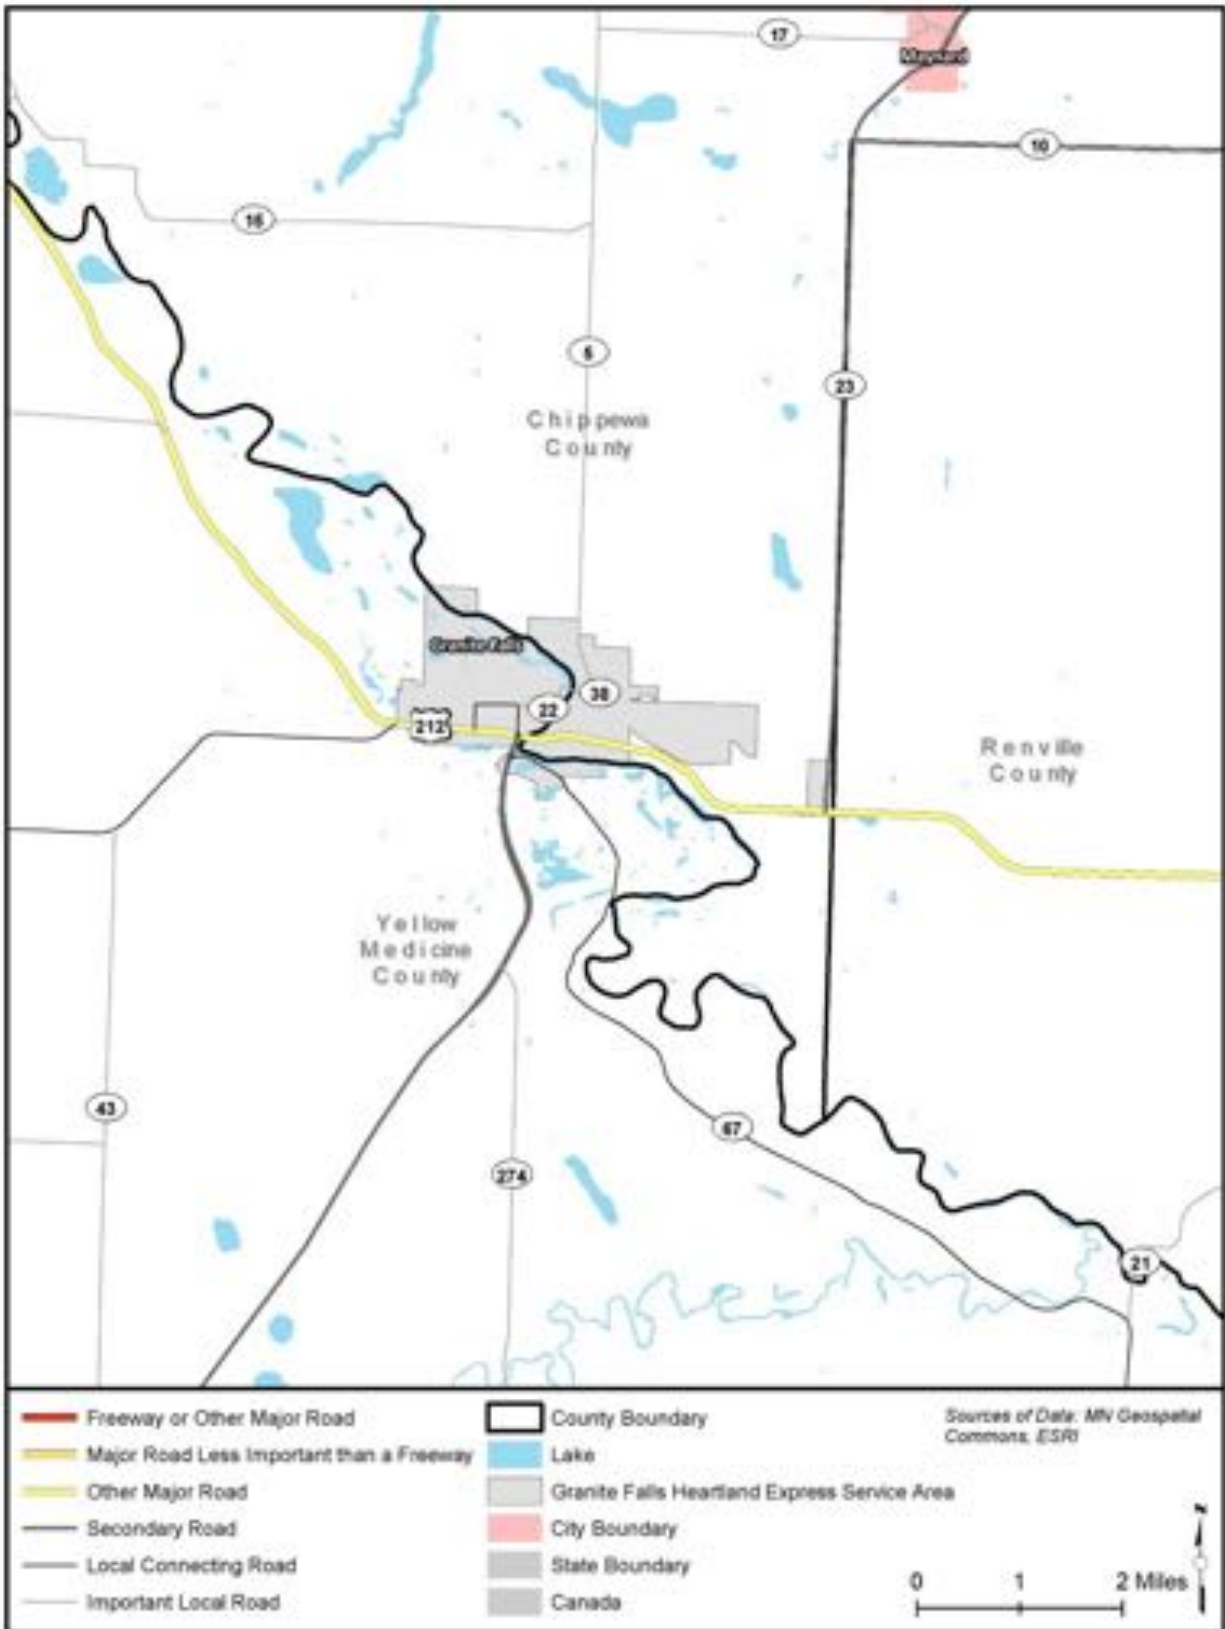 17
Maynard
10
16
5
23
Chippewa
County
Granite Falls
38
22
212
Renville
County
Yellow
Medicine
County
43
67
274
21
Freeway or Other Major Road
Major Road Less Important than a Freeway
Other Major Road
Secondary Road
Local Connecting Road
Important Local Road
County Boundary
Lake
Granite Falls Heartland Express Service Area
City Boundary
State Boundary
Canada
Sources of Data: MN Geospatial
Commons, ESRI
N
0 1 2 Miles